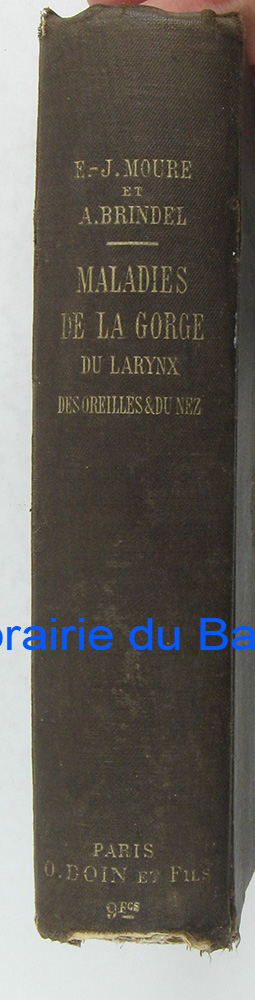 E.-J. MOURE
ET
A. BRINDEL
MALADIES
DE LA GORGE
DU LARYNX
DES OREILLES & DU NEZ
rairie du Ba
PARIS
O. DOIN ET FILS
9FCS